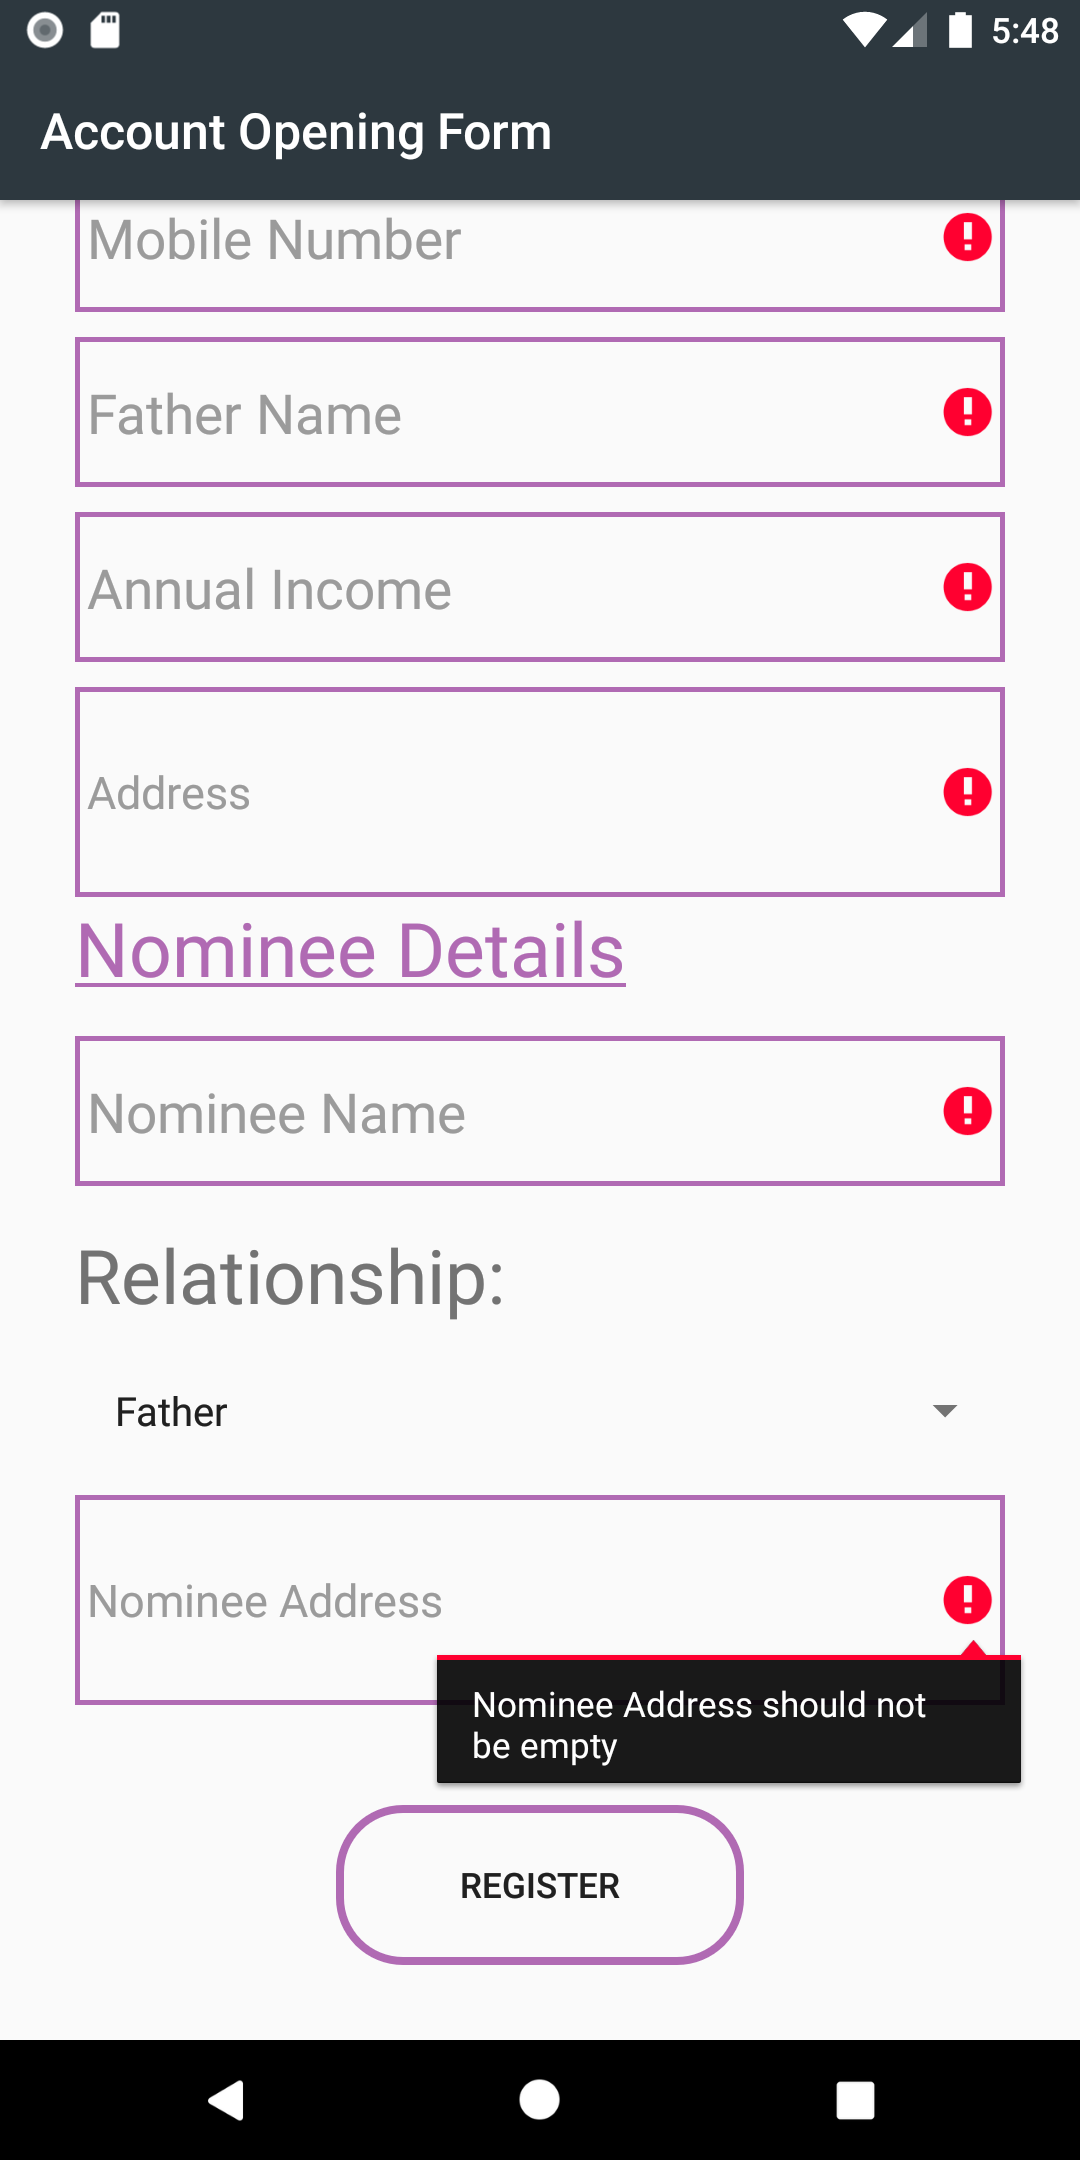 5:48
Account Opening Form
Mobile Number
Father Name
Annual Income
Address
Nominee Details
Nominee Name
Relationship:
Father
Nominee Address
Nominee Address should not
be empty
REGISTER